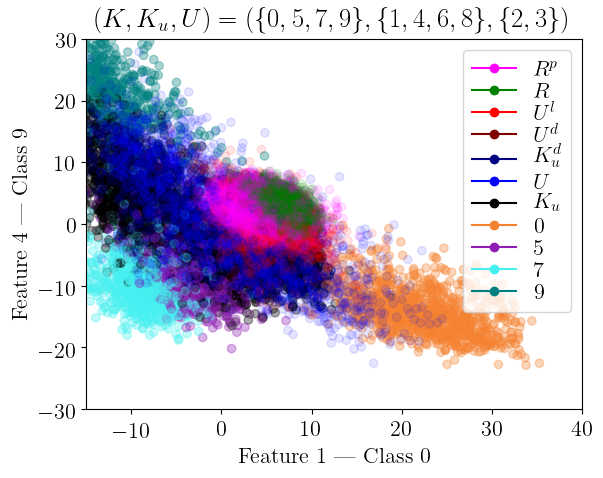 (K, K_u, U) = ({0, 5, 7, 9}, {1, 4, 6, 8}, {2, 3})
30
20
10
0
−10
−20
−30
Feature 4 — Class 9
R^p
R
U^l
U^d
K_u^d
U
K_u
0
5
7
9
−10 0 10 20 30 40
Feature 1 — Class 0